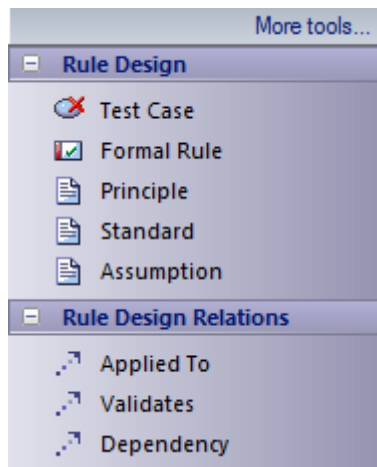 More tools...
Rule Design
Test Case
Formal Rule
Principle
Standard
Assumption
Rule Design Relations
Applied To
Validates
Dependency